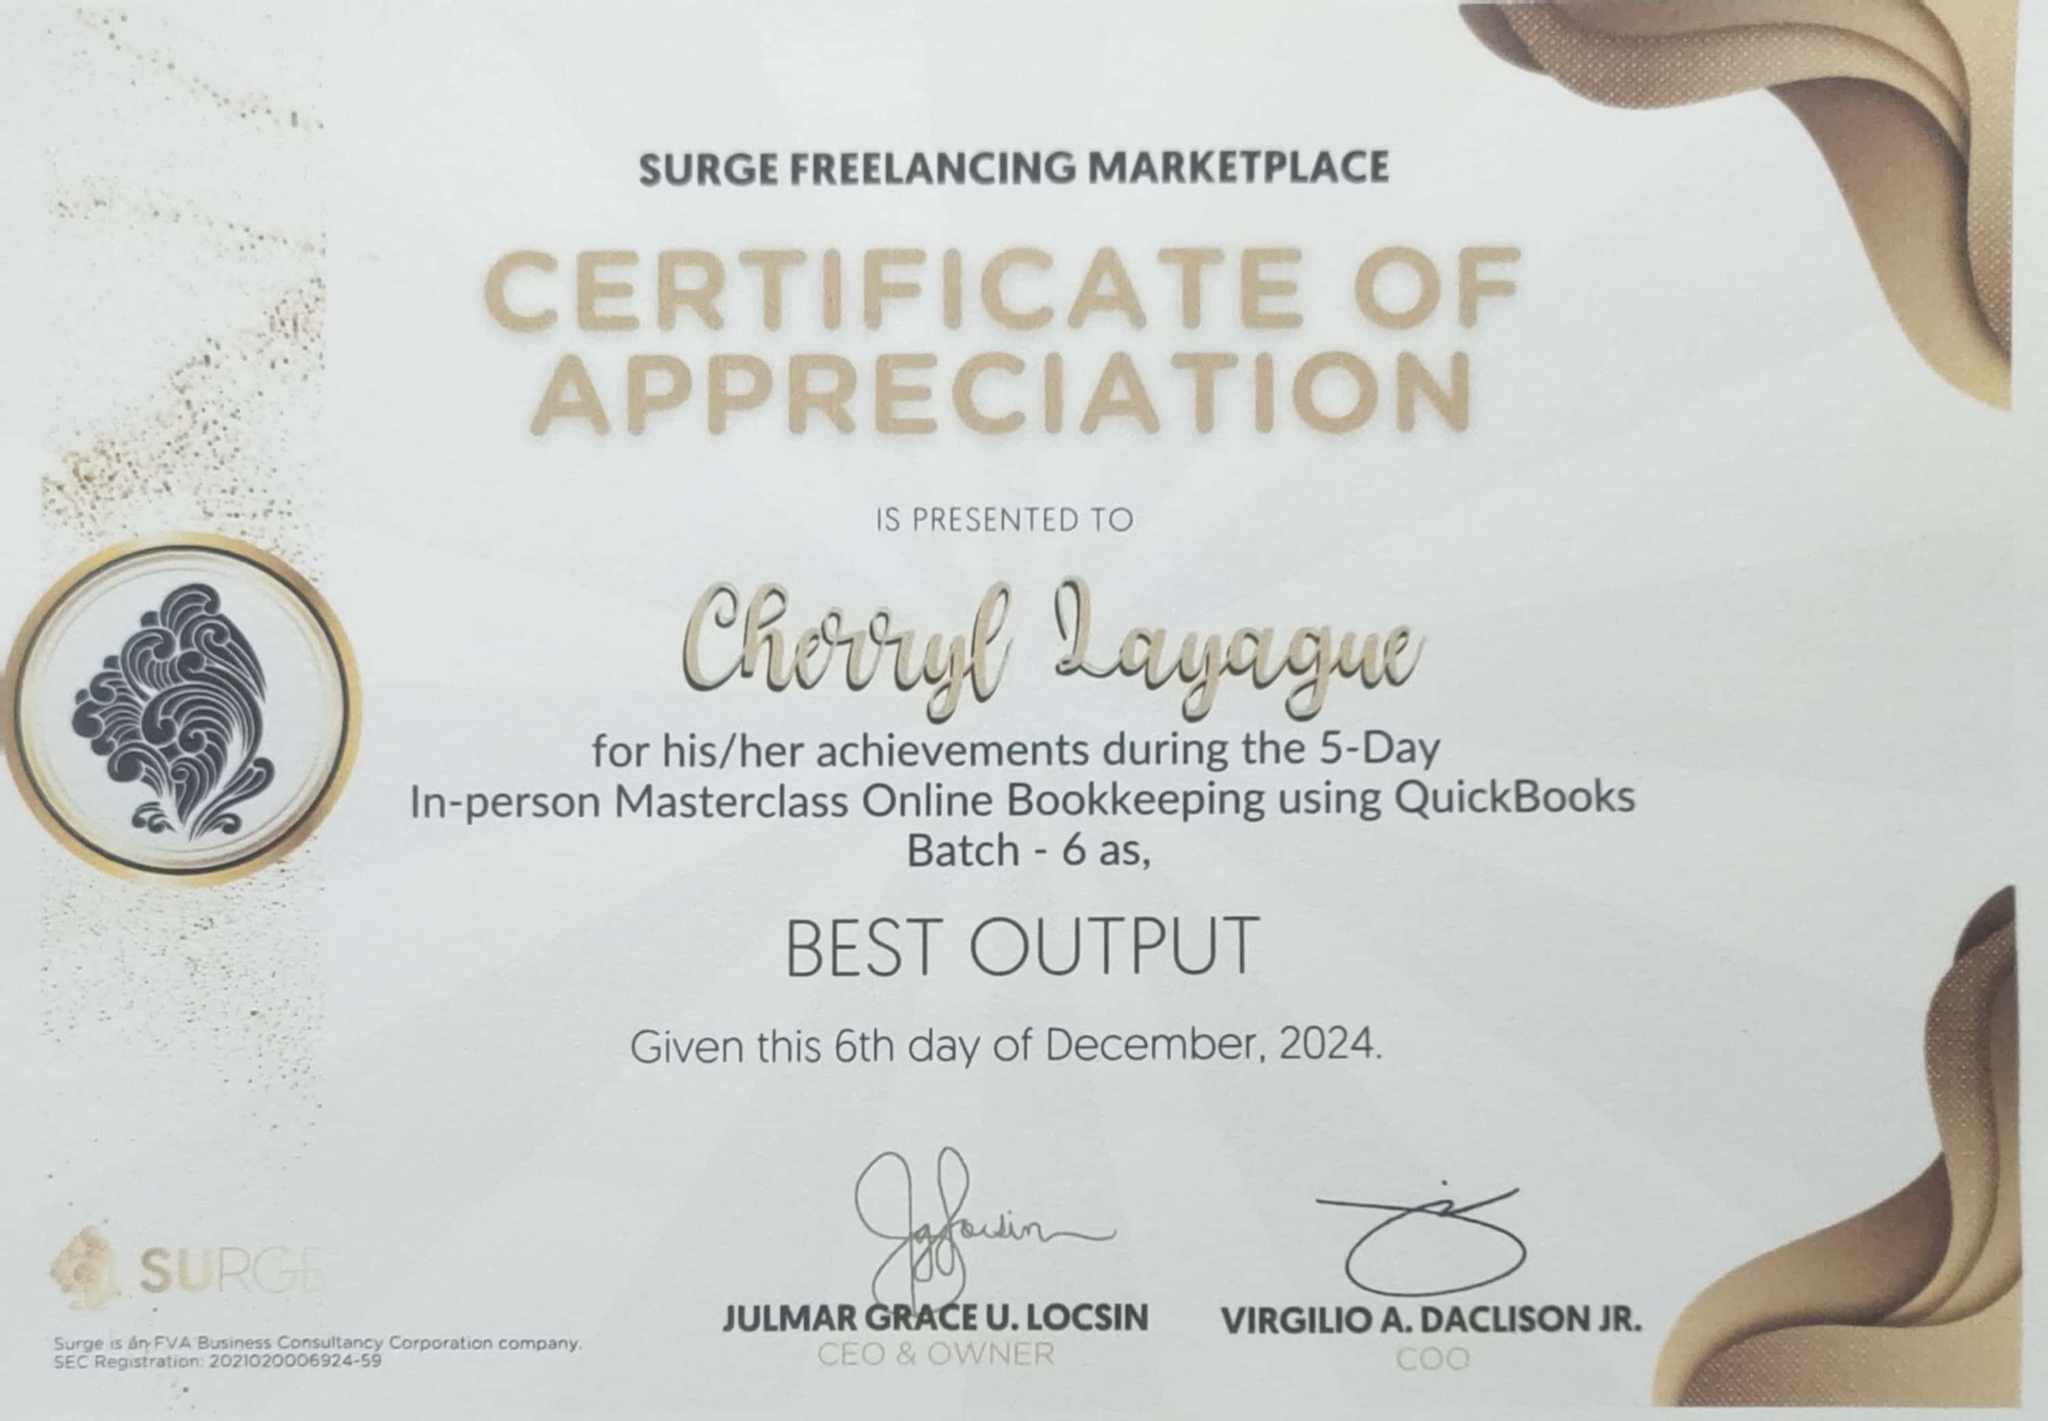 SURGE FREELANCING MARKETPLACE
CERTIFICATE OF
APPRECIATION
IS PRESENTED TO
Cherryl Layague
for his/her achievements during the 5-Day
In-person Masterclass Online Bookkeeping using QuickBooks
Batch - 6 as,
BEST OUTPUT
Given this 6th day of December, 2024.
Jglocsin
JULMAR GRACE U. LOCSIN
CEO & OWNER
VIRGILIO A. DACLISON JR.
COO
SURGE
Surge is an FVA Business Consultancy Corporation company.
SEC Registration: 2021020006924-59